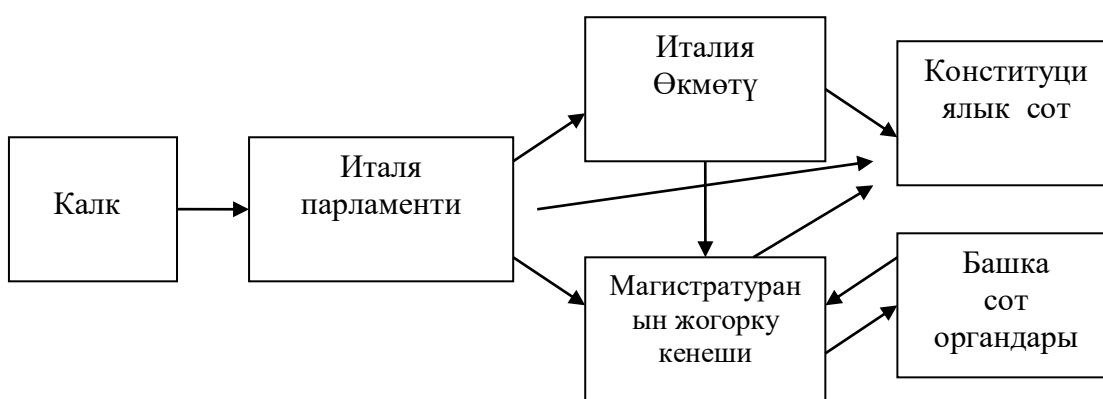 Калк
Италя
парламенти
Италия
Өкмөтү
Магистратуран
ын жогорку
кенеши
Конституци
ялык сот
Башка
сот
органдары